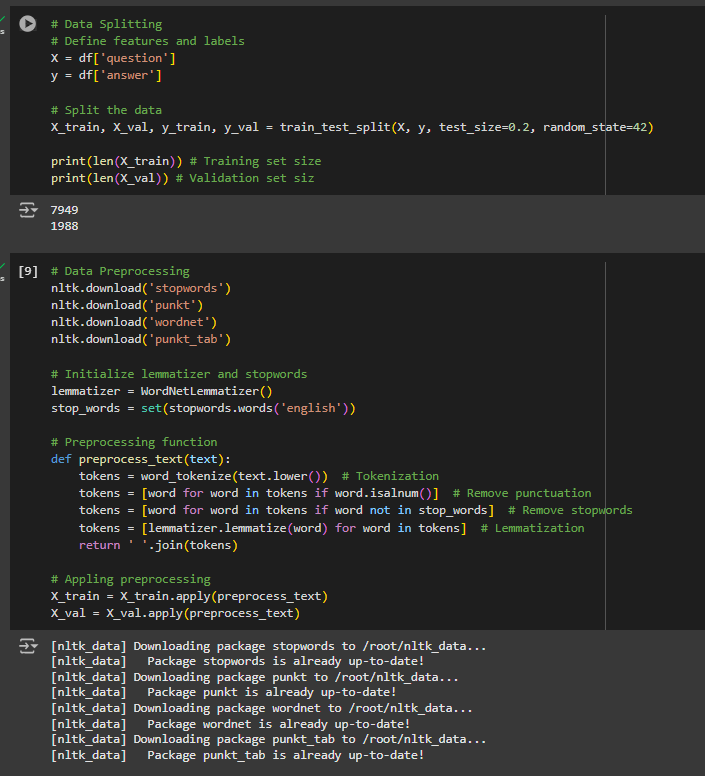 # Data Splitting
# Define features and labels
X = df['question']
y = df['answer']
# Split the data
X_train, X_val, y_train, y_val = train_test_split(X, y, test_size=0.2, random_state=42)
print(len(X_train)) # Training set size
print(len(X_val)) # Validation set siz
s
7949
1988
[9] # Data Preprocessing
s
nltk.download('stopwords')
nltk.download('punkt')
nltk.download('wordnet')
nltk.download('punkt_tab')
# Initialize lemmatizer and stopwords
lemmatizer = WordNetLemmatizer()
stop_words = set(stopwords.words('english'))
# Preprocessing function
def preprocess_text(text):
    tokens = word_tokenize(text.lower())  # Tokenization
    tokens = [word for word in tokens if word.isalnum()]  # Remove punctuation
    tokens = [word for word in tokens if word not in stop_words]  # Remove stopwords
    tokens = [lemmatizer.lemmatize(word) for word in tokens]  # Lemmatization
    return ' '.join(tokens)
# Appling preprocessing
X_train = X_train.apply(preprocess_text)
X_val = X_val.apply(preprocess_text)
[nltk_data] Downloading package stopwords to /root/nltk_data...
[nltk_data]   Package stopwords is already up-to-date!
[nltk_data] Downloading package punkt to /root/nltk_data...
[nltk_data]   Package punkt is already up-to-date!
[nltk_data] Downloading package wordnet to /root/nltk_data...
[nltk_data]   Package wordnet is already up-to-date!
[nltk_data] Downloading package punkt_tab to /root/nltk_data...
[nltk_data]   Package punkt_tab is already up-to-date!